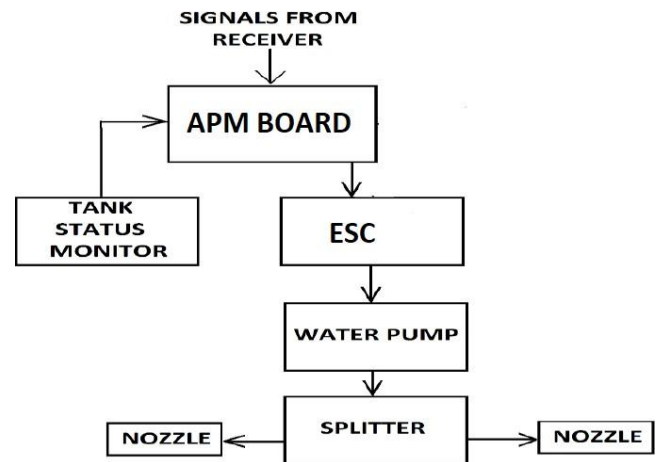 SIGNALS FROM
RECEIVER
APM BOARD
TANK
STATUS
MONITOR
ESC
WATER PUMP
SPLITTER
NOZZLE
NOZZLE